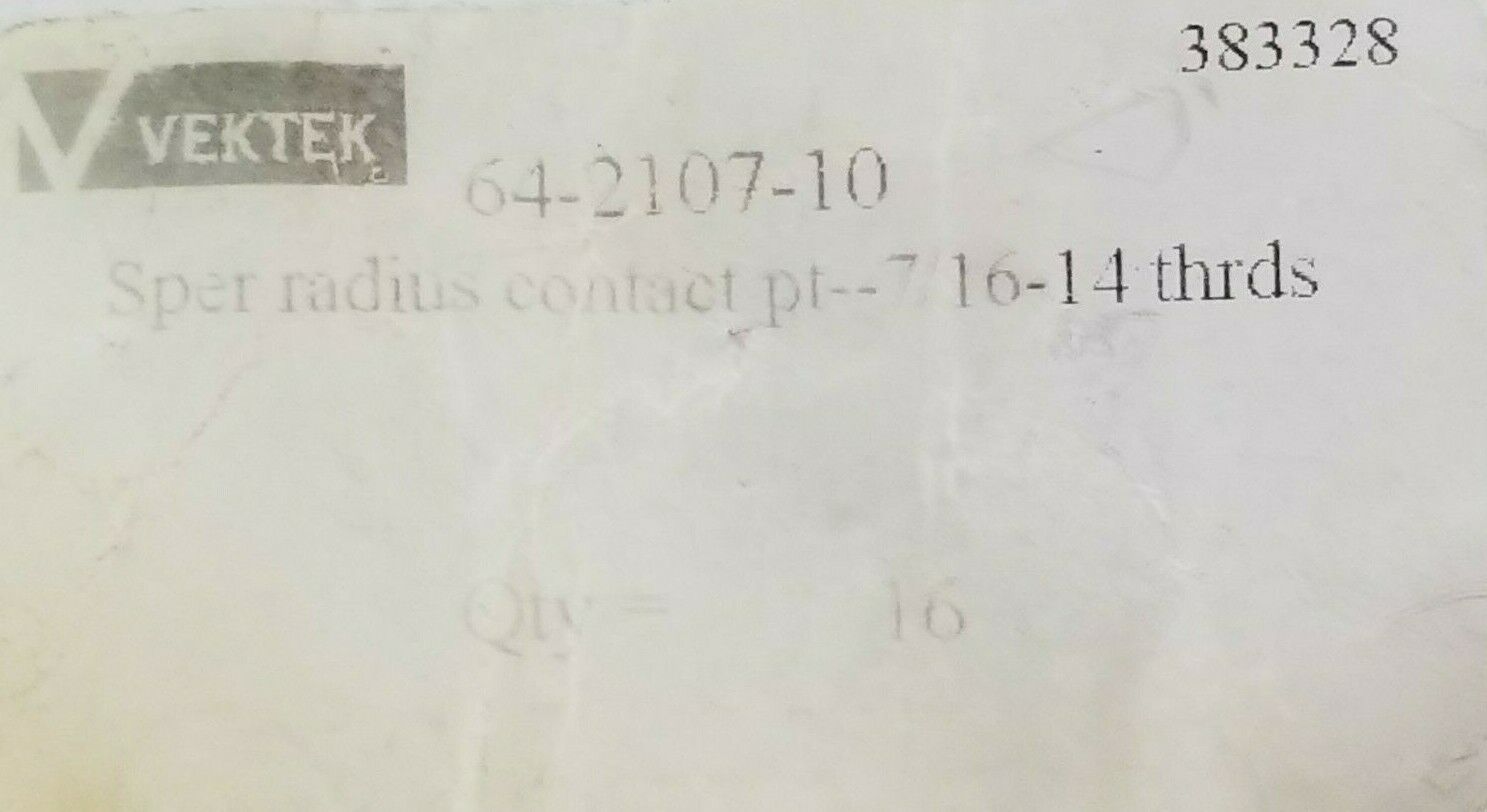 383328
VEKTEK
64-2107-10
Sper radius contact pt--7/16-14 thrds
Qty = 16